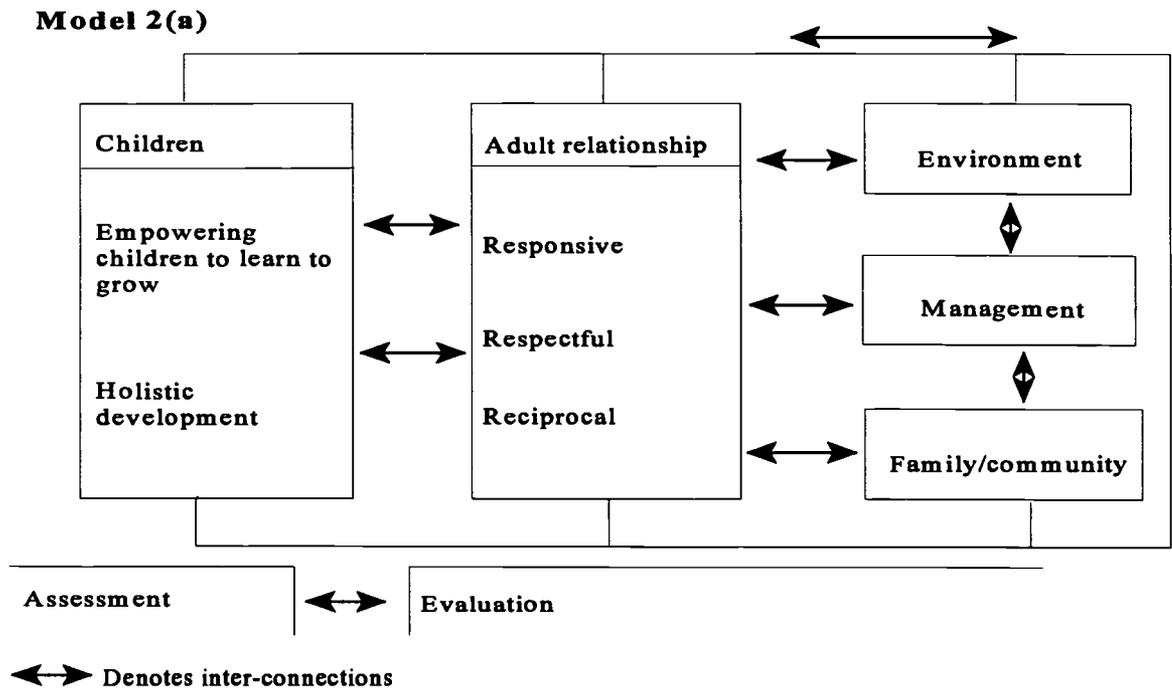 Model 2(a)
Children
Empowering
children to learn to
grow
Holistic
development
Adult relationship
Responsive
Respectful
Reciprocal
Environment
Management
Family/community
Assessment
Evaluation
Denotes inter-connections